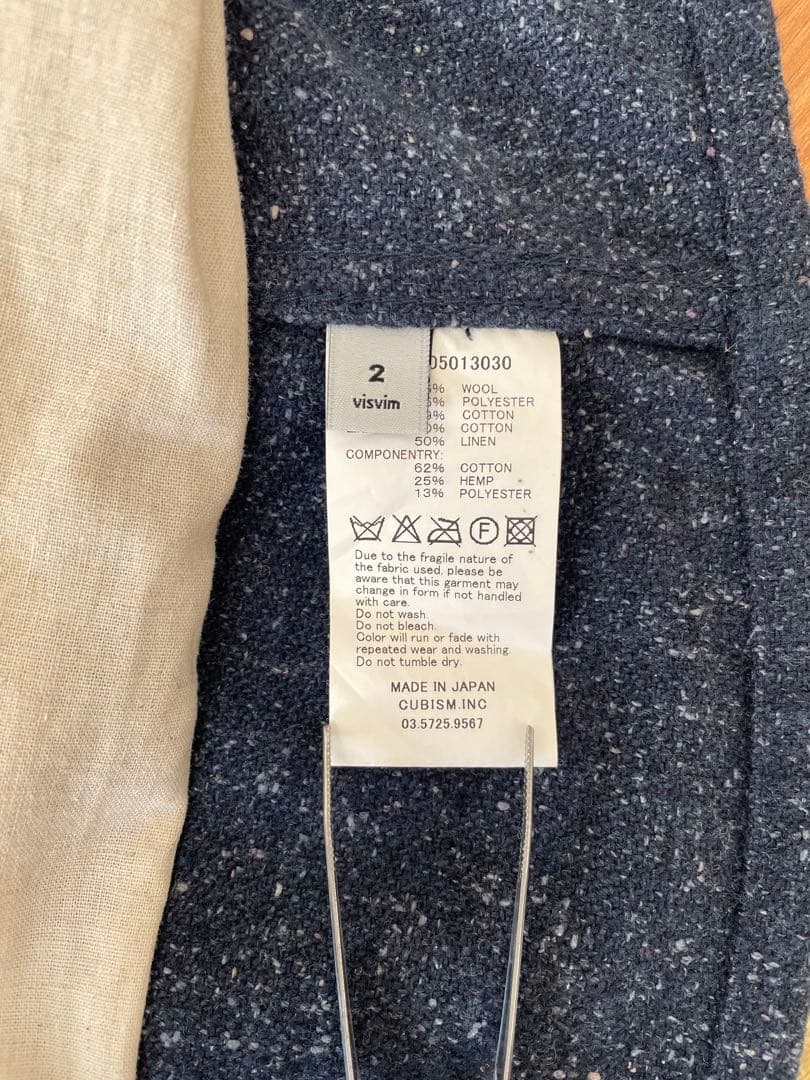 2
visvim
05013030
% WOOL
% POLYESTER
% COTTON
0% COTTON
50% LINEN
COMPONENTRY:
62% COTTON
25% HEMP
13% POLYESTER
F
Due to the fragile nature of
the fabric used, please be
aware that this garment may
change in form if not handled
with care.
Do not wash.
Do not bleach.
Color will run or fade with
repeated wear and washing.
Do not tumble dry.
MADE IN JAPAN
CUBISM.INC
03.5725.9567